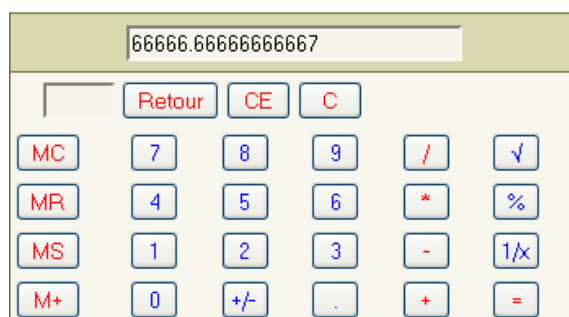 66666.66666666667
Retour CE C
MC 7 8 9 / √
MR 4 5 6 * %
MS 1 2 3 - 1/x
M+ 0 +/- . + =